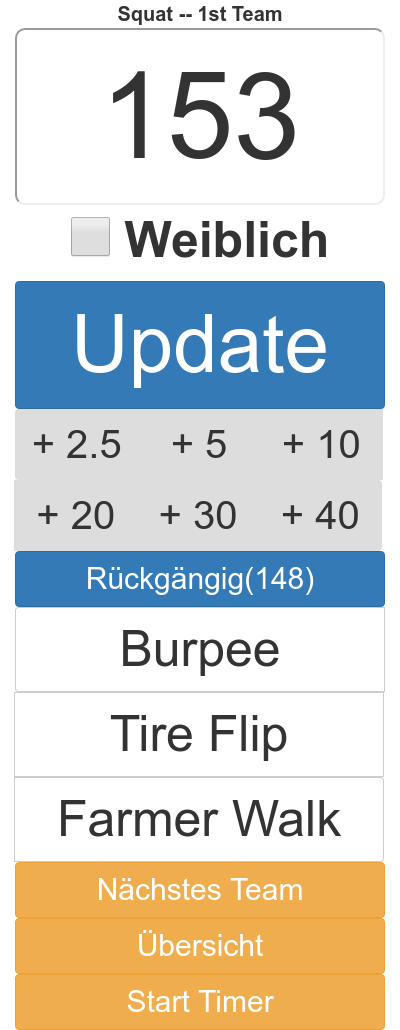 Squat -- 1st Team
153
Weiblich
Update
+ 2.5 + 5 + 10
+ 20 + 30 + 40
Rückgängig(148)
Burpee
Tire Flip
Farmer Walk
Nächstes Team
Übersicht
Start Timer